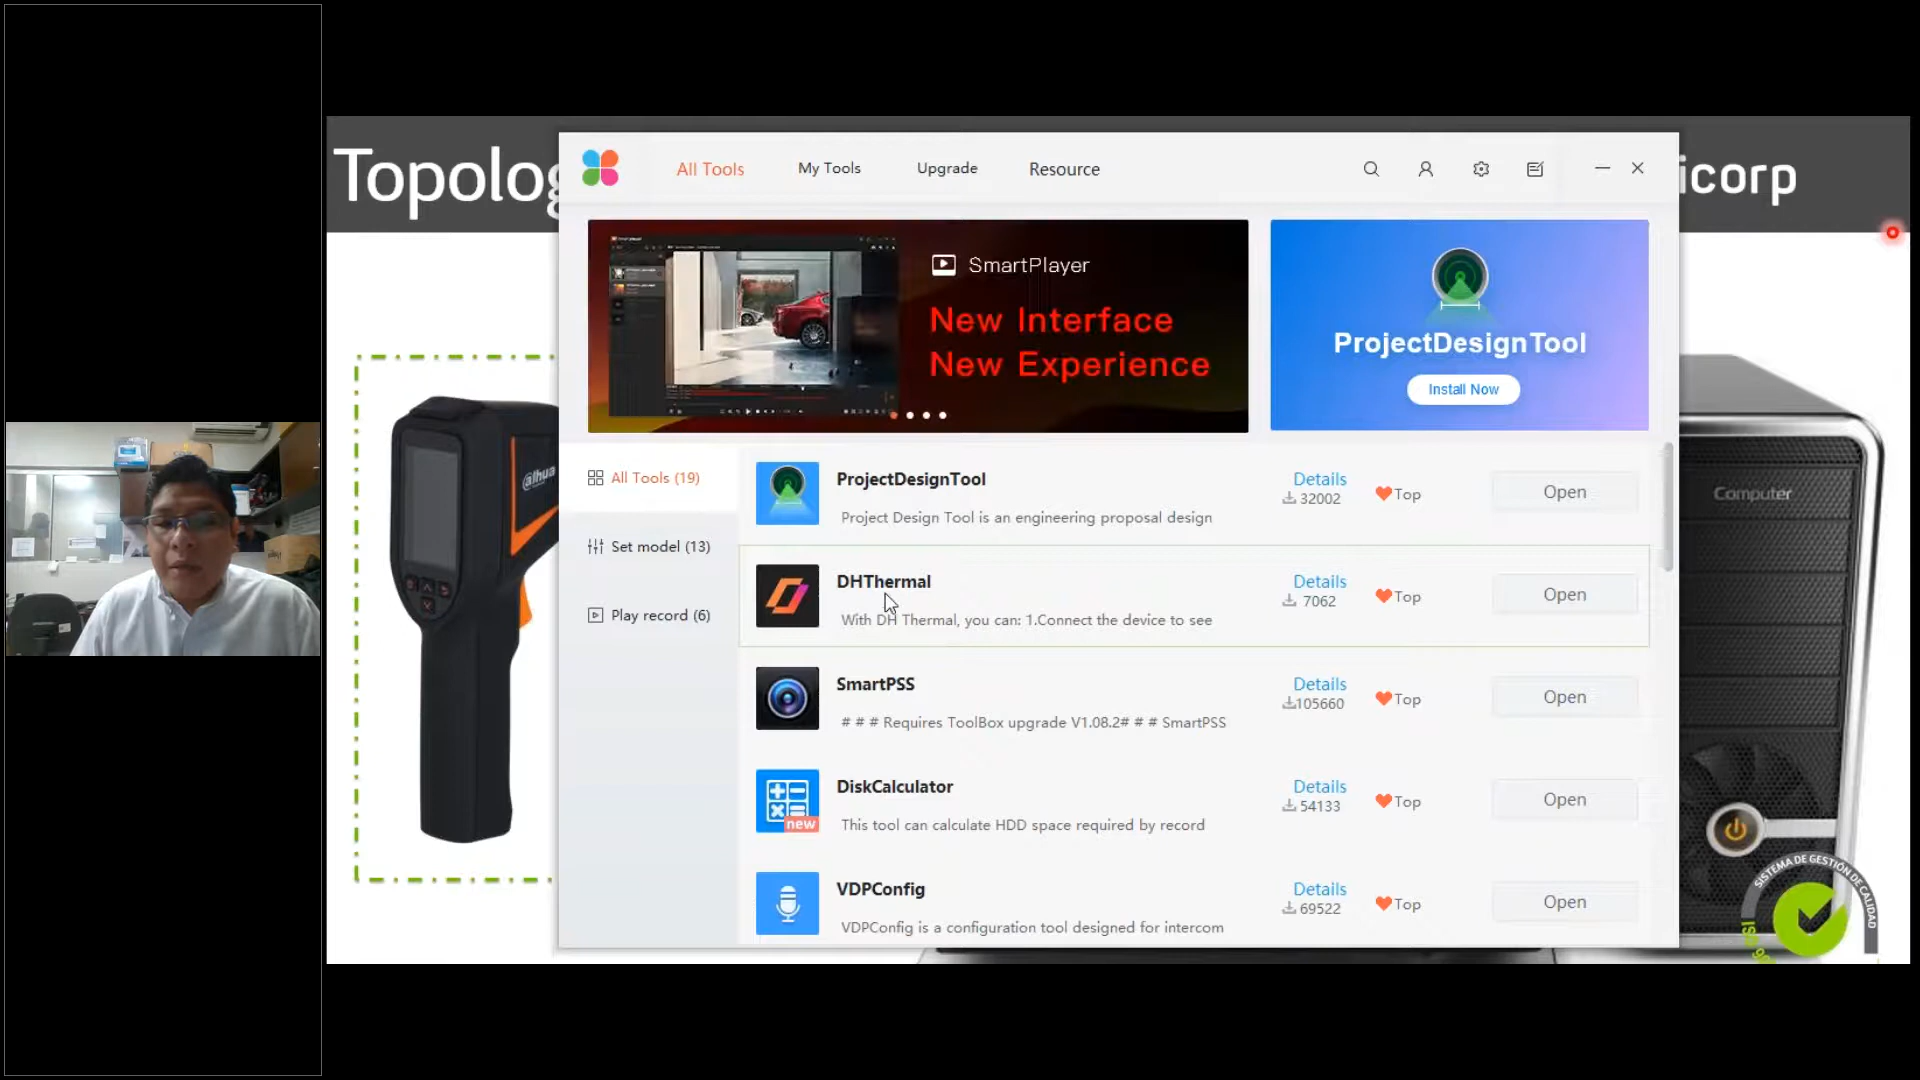 Topolog
icorp
All Tools
My Tools
Upgrade
Resource
SmartPlayer
New Interface
New Experience
ProjectDesignTool
Install Now
alhua
Computer
All Tools (19)
Set model (13)
Play record (6)
ProjectDesignTool
Project Design Tool is an engineering proposal design
Details
32002
Top
Open
DHThermal
With DH Thermal, you can: 1.Connect the device to see
Details
7062
Top
Open
SmartPSS
# # # Requires ToolBox upgrade V1.08.2# # # SmartPSS
Details
105660
Top
Open
DiskCalculator
new
This tool can calculate HDD space required by record
Details
54133
Top
Open
VDPConfig
VDPConfig is a configuration tool designed for intercom
Details
69522
Top
Open
SISTEMA DE GESTIÓN DE CALIDAD